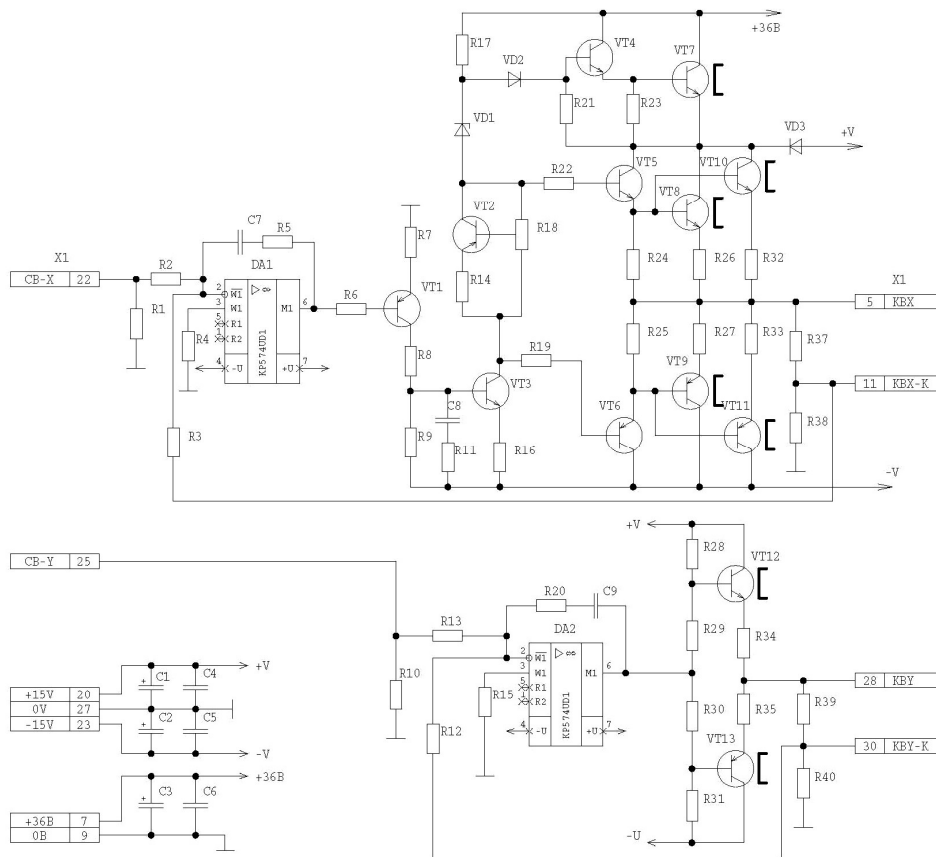 +36В
R17
VT4
VT7
VD2
R21
R23
VD1
VD3
+V
VT5
VT10
R22
VT8
VT2
R18
C7
R5
R7
R24
R26
R32
X1
R2
DA1
R14
VT1
X1
CB-X 22
2 W1 ▷ ∞ M1 6
3 W1
5 R1
1 R2
4 -U +U 7
KP574UD1
R1
R4
R6
5 KBX
R25
R27
R33
R37
R8
R19
VT9
VT3
11 KBX-K
C8
VT6
VT11
R38
R3
R9
R11
R16
-V
+V
R28
CB-Y 25
VT12
R20
C9
R13
DA2
R29
R34
2 W1 ▷ ∞ M1 6
3 W1
5 R1
1 R2
4 -U +U 7
KP574UD1
R10
R15
+V
C1
C4
28 KBY
+15V 20
0V 27
-15V 23
R30
R35
R39
C2
C5
R12
VT13
30 KBY-K
-V
+36В
R31
R40
C3
C6
+36В 7
0В 9
-U